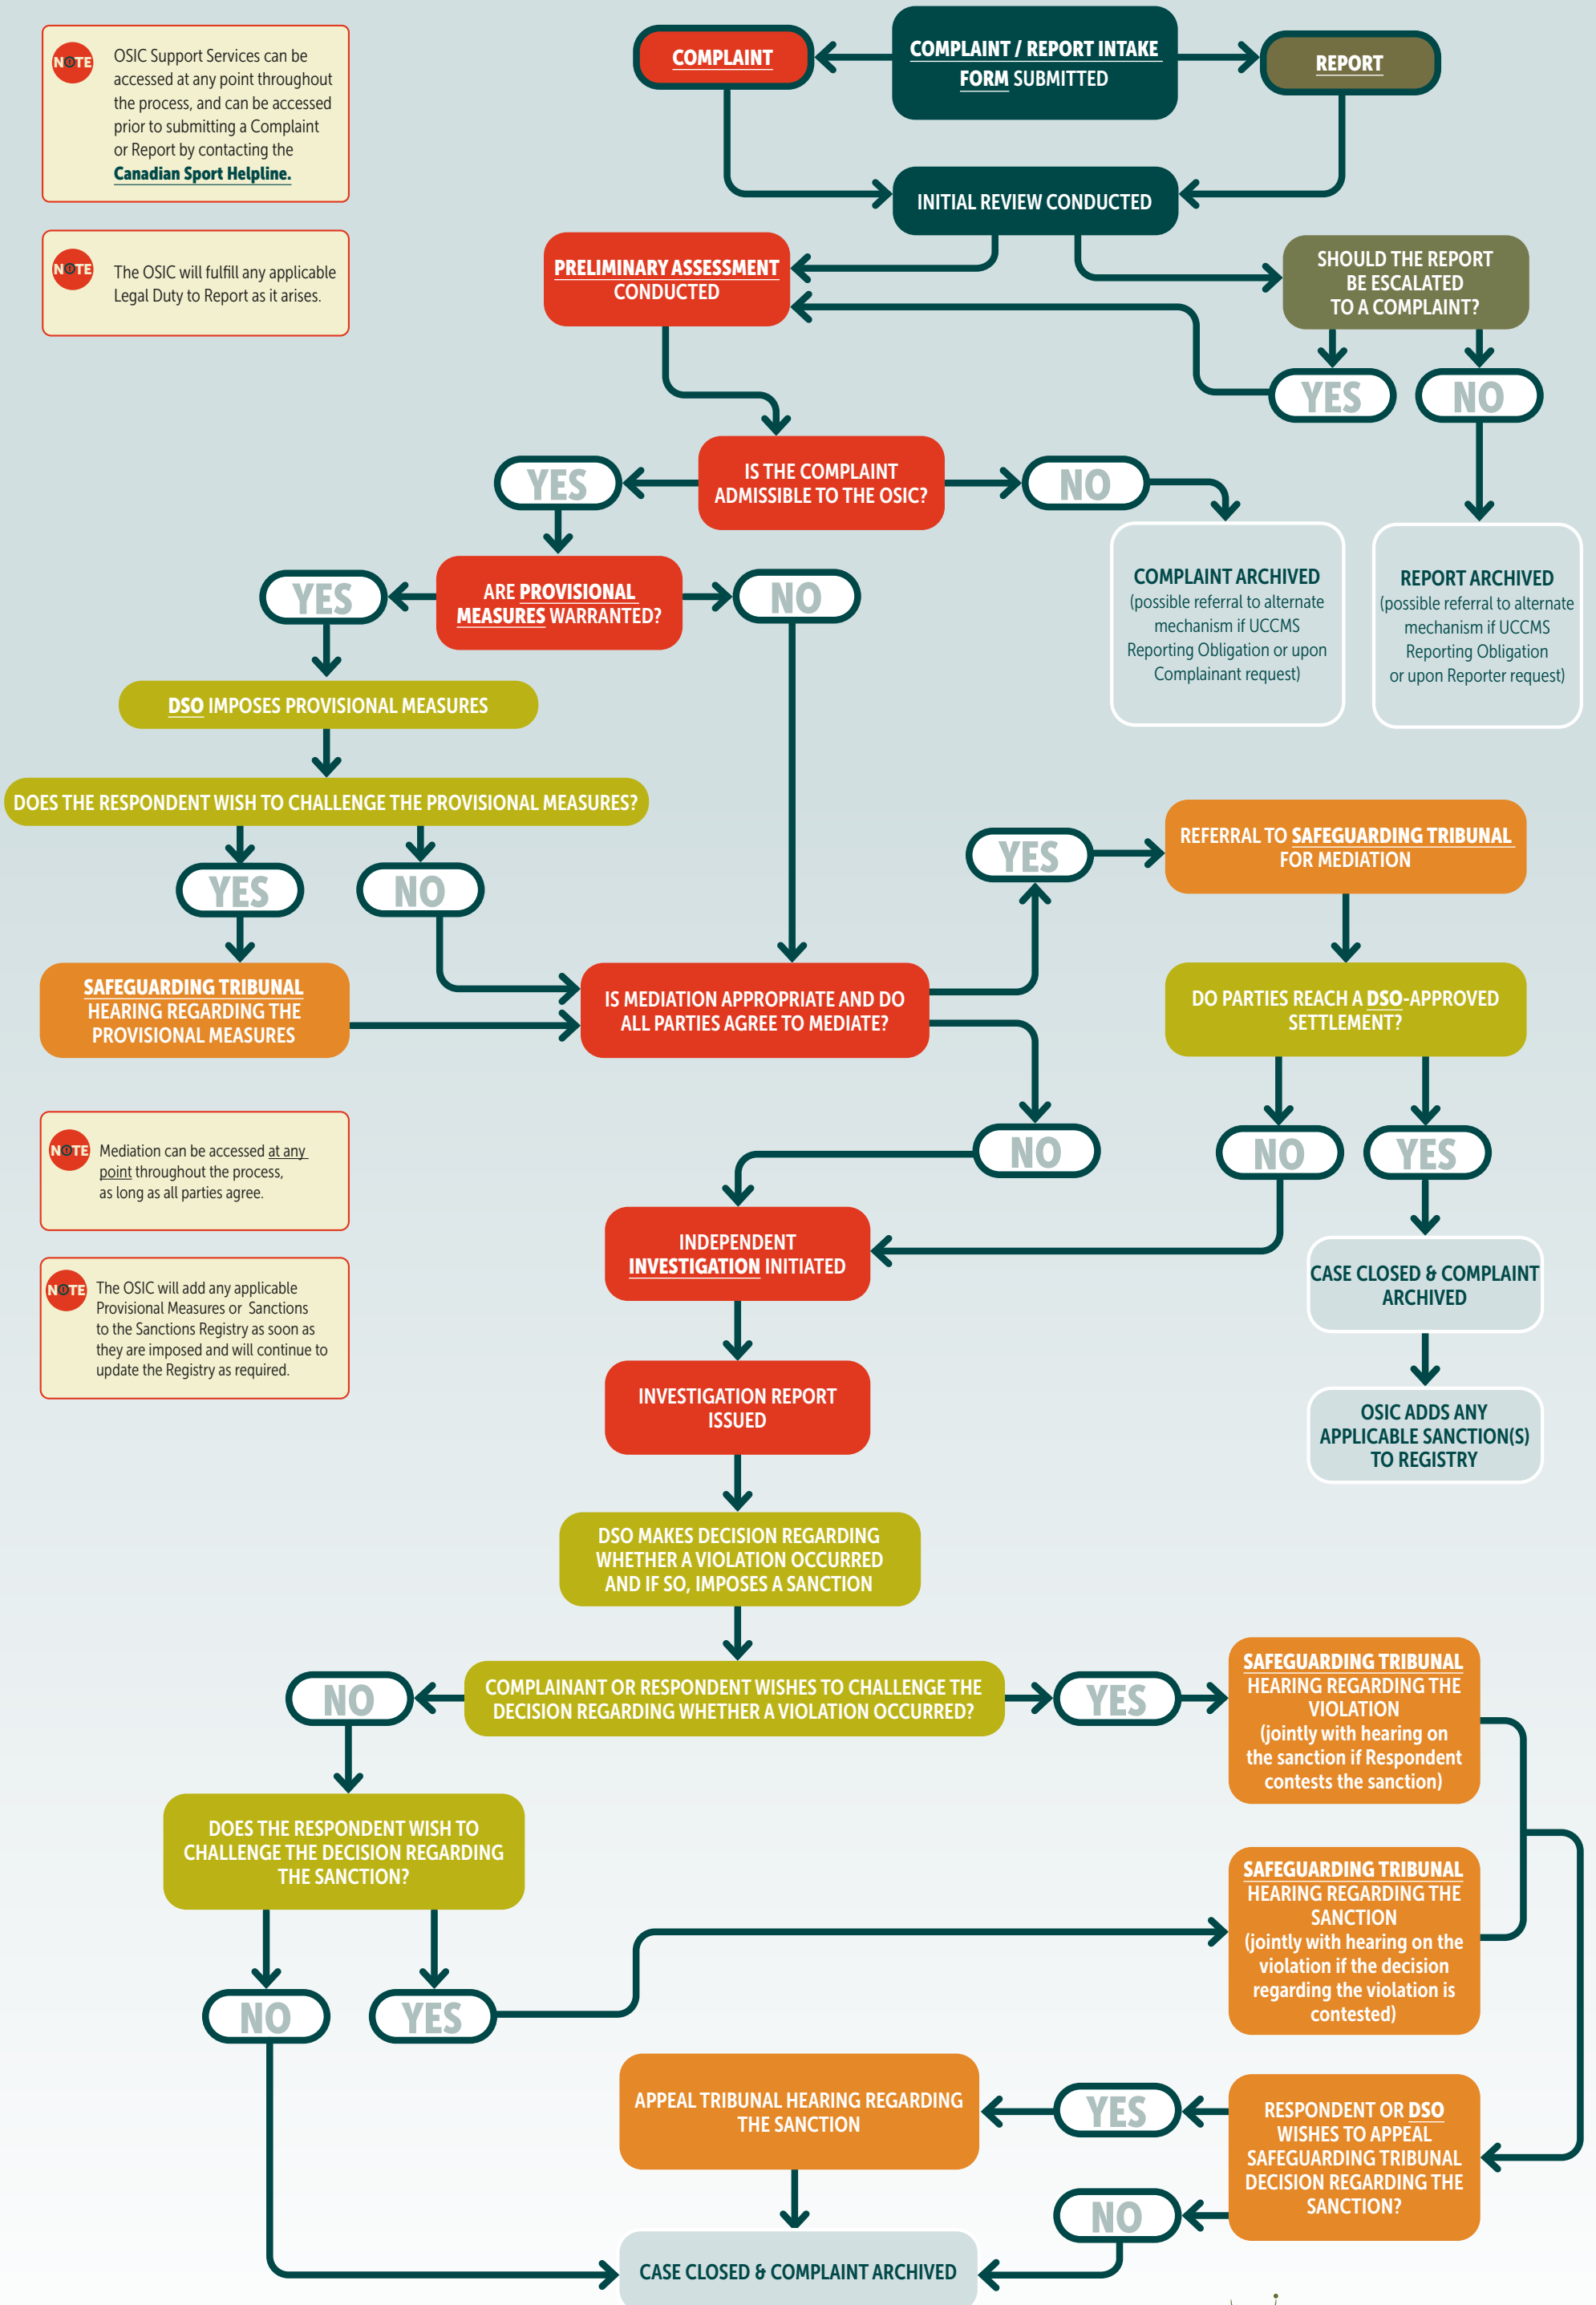 NOTE
OSIC Support Services can be
accessed at any point throughout
the process, and can be accessed
prior to submitting a Complaint
or Report by contacting the
Canadian Sport Helpline.
NOTE
The OSIC will fulfill any applicable
Legal Duty to Report as it arises.
COMPLAINT
COMPLAINT / REPORT INTAKE
FORM SUBMITTED
REPORT
INITIAL REVIEW CONDUCTED
PRELIMINARY ASSESSMENT
CONDUCTED
SHOULD THE REPORT
BE ESCALATED
TO A COMPLAINT?
YES
NO
IS THE COMPLAINT
ADMISSIBLE TO THE OSIC?
YES
NO
COMPLAINT ARCHIVED
(possible referral to alternate
mechanism if UCCMS
Reporting Obligation or upon
Complainant request)
REPORT ARCHIVED
(possible referral to alternate
mechanism if UCCMS
Reporting Obligation
or upon Reporter request)
ARE PROVISIONAL
MEASURES WARRANTED?
YES
NO
DSO IMPOSES PROVISIONAL MEASURES
DOES THE RESPONDENT WISH TO CHALLENGE THE PROVISIONAL MEASURES?
YES
NO
SAFEGUARDING TRIBUNAL
HEARING REGARDING THE
PROVISIONAL MEASURES
IS MEDIATION APPROPRIATE AND DO
ALL PARTIES AGREE TO MEDIATE?
YES
REFERRAL TO SAFEGUARDING TRIBUNAL
FOR MEDIATION
DO PARTIES REACH A DSO-APPROVED
SETTLEMENT?
NO
NO
YES
NOTE
Mediation can be accessed at any
point throughout the process,
as long as all parties agree.
NOTE
The OSIC will add any applicable
Provisional Measures or Sanctions
to the Sanctions Registry as soon as
they are imposed and will continue to
update the Registry as required.
INDEPENDENT
INVESTIGATION INITIATED
CASE CLOSED & COMPLAINT
ARCHIVED
OSIC ADDS ANY
APPLICABLE SANCTION(S)
TO REGISTRY
INVESTIGATION REPORT
ISSUED
DSO MAKES DECISION REGARDING
WHETHER A VIOLATION OCCURRED
AND IF SO, IMPOSES A SANCTION
NO
COMPLAINANT OR RESPONDENT WISHES TO CHALLENGE THE
DECISION REGARDING WHETHER A VIOLATION OCCURRED?
YES
SAFEGUARDING TRIBUNAL
HEARING REGARDING THE
VIOLATION
(jointly with hearing on
the sanction if Respondent
contests the sanction)
DOES THE RESPONDENT WISH TO
CHALLENGE THE DECISION REGARDING
THE SANCTION?
NO
YES
SAFEGUARDING TRIBUNAL
HEARING REGARDING THE
SANCTION
(jointly with hearing on the
violation if the decision
regarding the violation is
contested)
APPEAL TRIBUNAL HEARING REGARDING
THE SANCTION
YES
RESPONDENT OR DSO
WISHES TO APPEAL
SAFEGUARDING TRIBUNAL
DECISION REGARDING THE
SANCTION?
NO
CASE CLOSED & COMPLAINT ARCHIVED